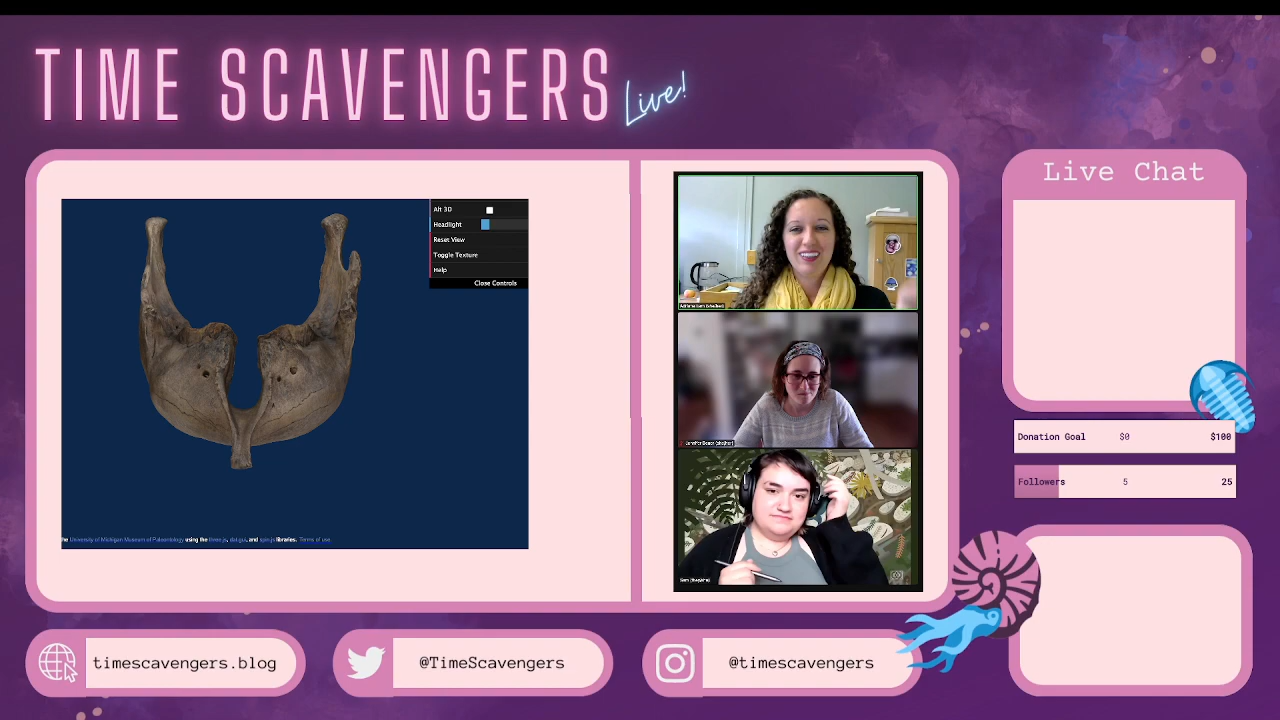 TIME SCAVENGERS
Live!
Alt 3D
Headlight
Reset View
Toggle Texture
Help
Close Controls
he University of Michigan Museum of Paleontology using the three.js, dat.gui, and spin.js libraries. Terms of use.
Live Chat
Donation Goal $0 $100
Followers 5 25
timescavengers.blog
@TimeScavengers
@timescavengers